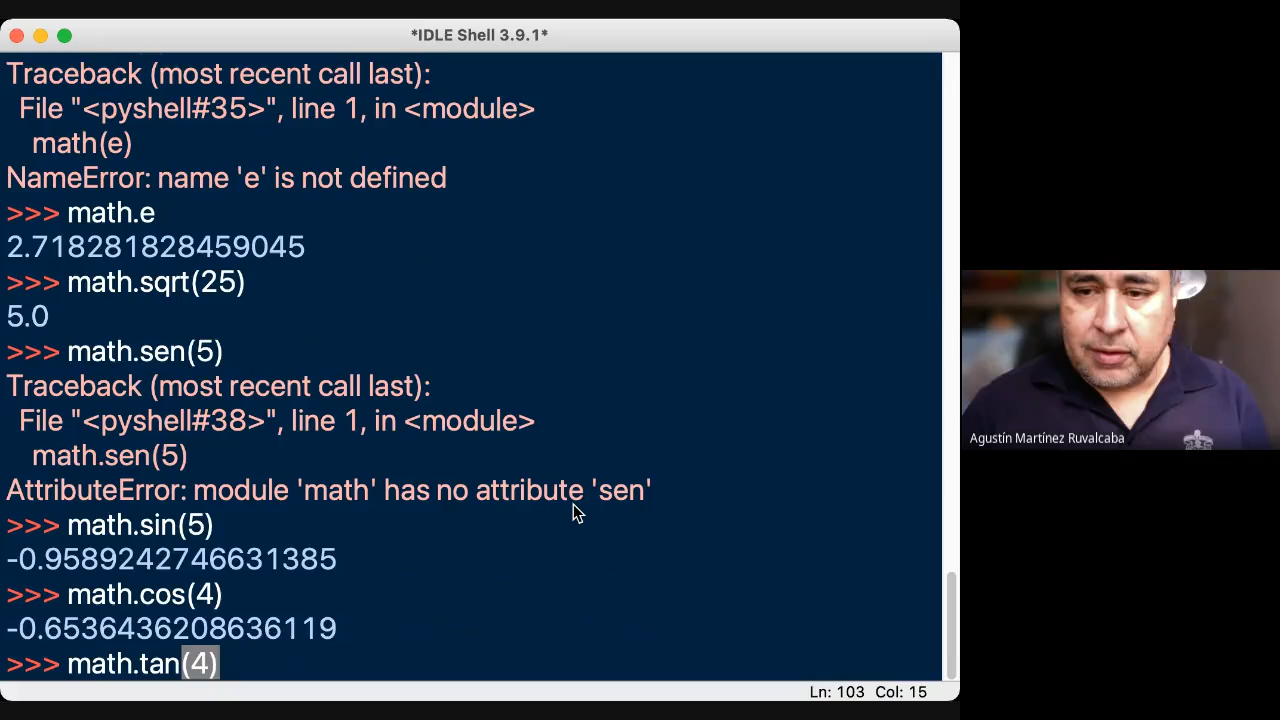 *IDLE Shell 3.9.1*
Traceback (most recent call last):
File "<pyshell#35>", line 1, in <module>
math(e)
NameError: name 'e' is not defined
>>> math.e
2.718281828459045
>>> math.sqrt(25)
5.0
>>> math.sen(5)
Traceback (most recent call last):
File "<pyshell#38>", line 1, in <module>
math.sen(5)
AttributeError: module 'math' has no attribute 'sen'
>>> math.sin(5)
-0.9589242746631385
>>> math.cos(4)
-0.6536436208636119
>>> math.tan(4)
Ln: 103 Col: 15
Agustín Martínez Ruvalcaba